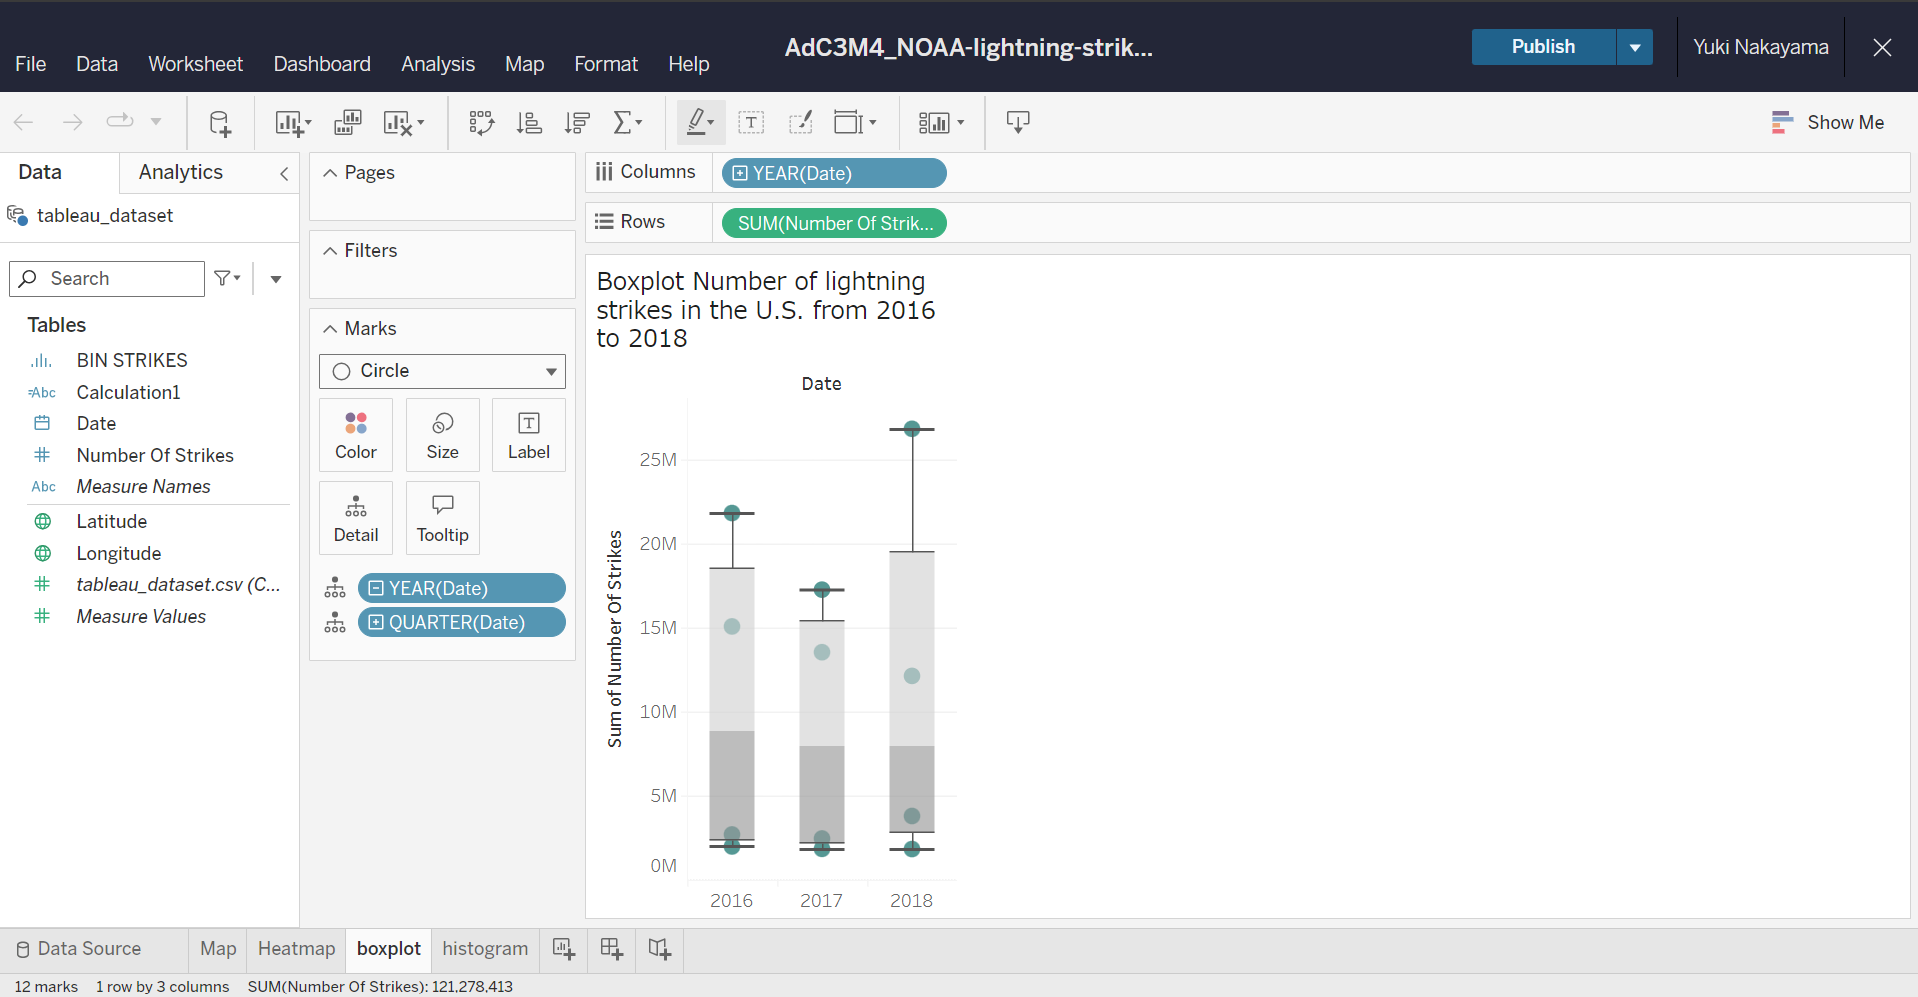 AdC3M4_NOAA-lightning-strik...
Publish
Yuki Nakayama
File Data Worksheet Dashboard Analysis Map Format Help
Show Me
Data Analytics
tableau_dataset
Search
Tables
BIN STRIKES
=Abc Calculation1
Date
Number Of Strikes
Abc Measure Names
Latitude
Longitude
tableau_dataset.csv (C...
Measure Values
Pages
Filters
Marks
Circle
Color Size Label
Detail Tooltip
YEAR(Date)
QUARTER(Date)
Columns YEAR(Date)
Rows SUM(Number Of Strik...
Boxplot Number of lightning
strikes in the U.S. from 2016
to 2018
Date
Sum of Number Of Strikes
25M
20M
15M
10M
5M
0M
2016 2017 2018
Data Source Map Heatmap boxplot histogram
12 marks 1 row by 3 columns SUM(Number Of Strikes): 121,278,413